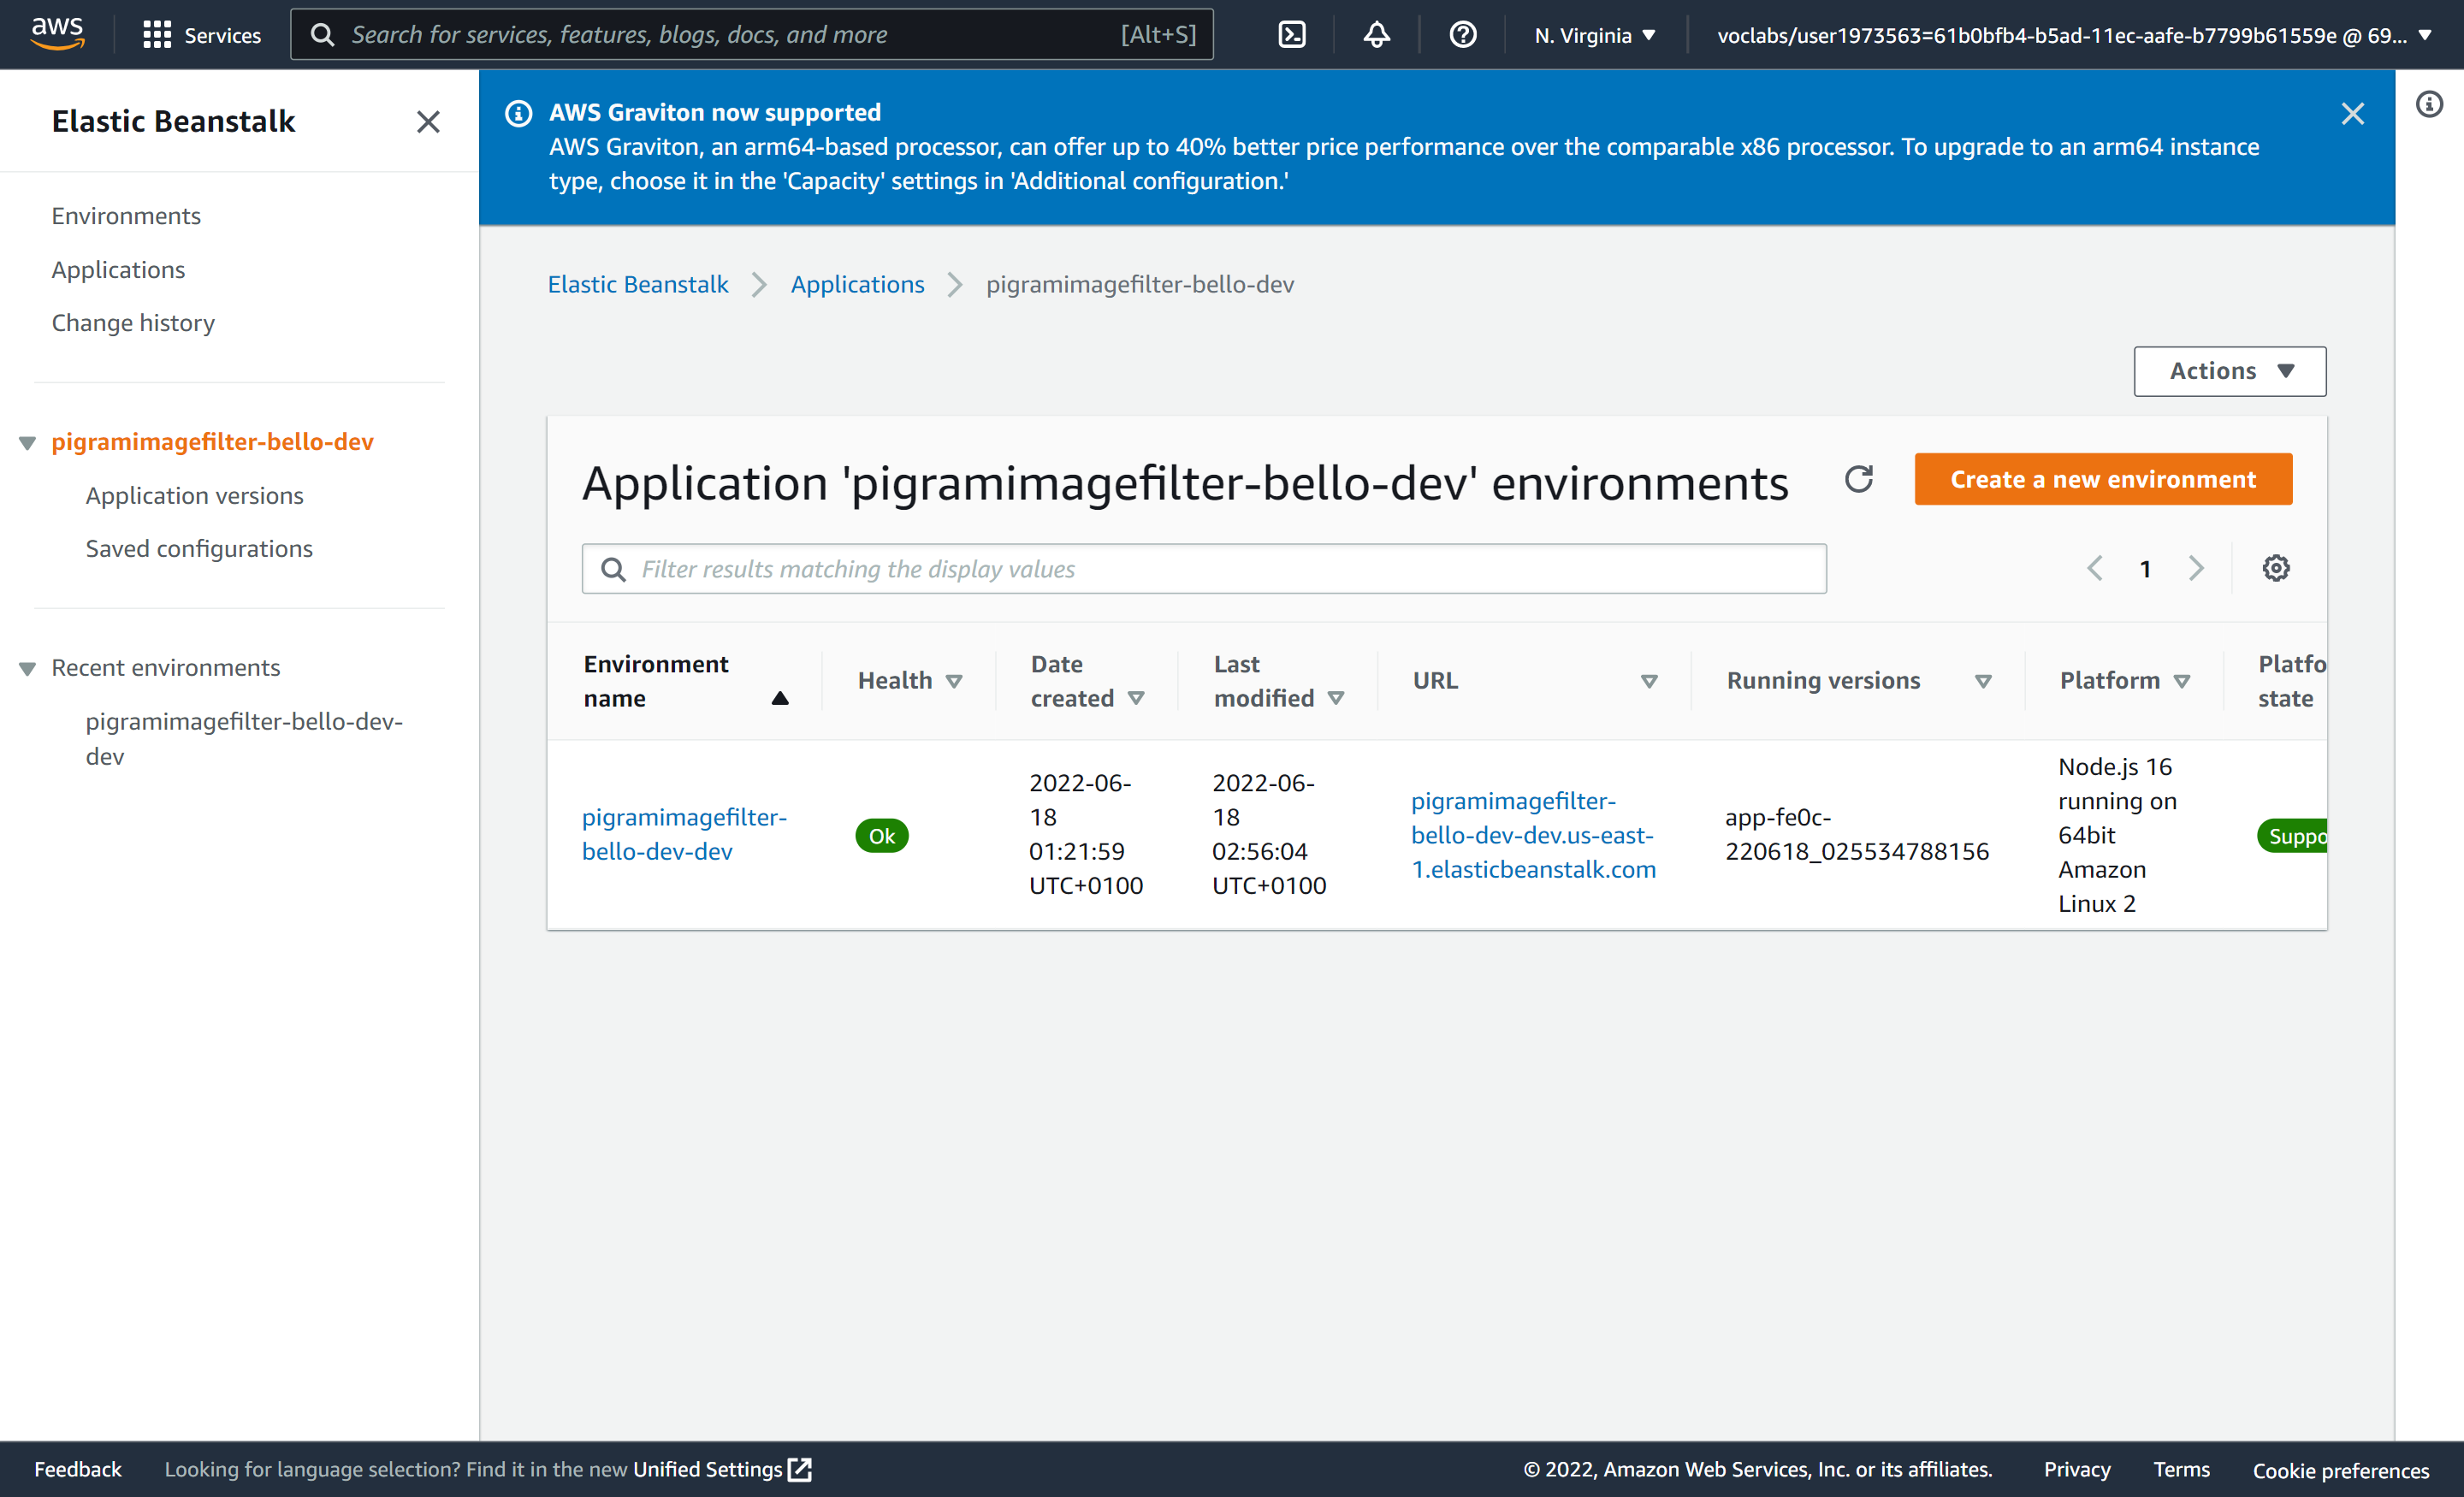 aws
Services
Search for services, features, blogs, docs, and more
[Alt+S]
N. Virginia
voclabs/user1973563=61b0bfb4-b5ad-11ec-aafe-b7799b61559e @ 69...
Elastic Beanstalk
Environments
Applications
Change history
pigramimagefilter-bello-dev
Application versions
Saved configurations
Recent environments
pigramimagefilter-bello-dev-
dev
AWS Graviton now supported
AWS Graviton, an arm64-based processor, can offer up to 40% better price performance over the comparable x86 processor. To upgrade to an arm64 instance
type, choose it in the 'Capacity' settings in 'Additional configuration.'
Elastic Beanstalk
Applications
pigramimagefilter-bello-dev
Actions
Application 'pigramimagefilter-bello-dev' environments
Create a new environment
Filter results matching the display values
1
Environment
name
Health
Date
created
Last
modified
URL
Running versions
Platform
Platfo
state
pigramimagefilter-
bello-dev-dev
Ok
2022-06-
18
01:21:59
UTC+0100
2022-06-
18
02:56:04
UTC+0100
pigramimagefilter-
bello-dev-dev.us-east-
1.elasticbeanstalk.com
app-fe0c-
220618_025534788156
Node.js 16
running on
64bit
Amazon
Linux 2
Suppo
Feedback
Looking for language selection? Find it in the new Unified Settings
© 2022, Amazon Web Services, Inc. or its affiliates.
Privacy
Terms
Cookie preferences